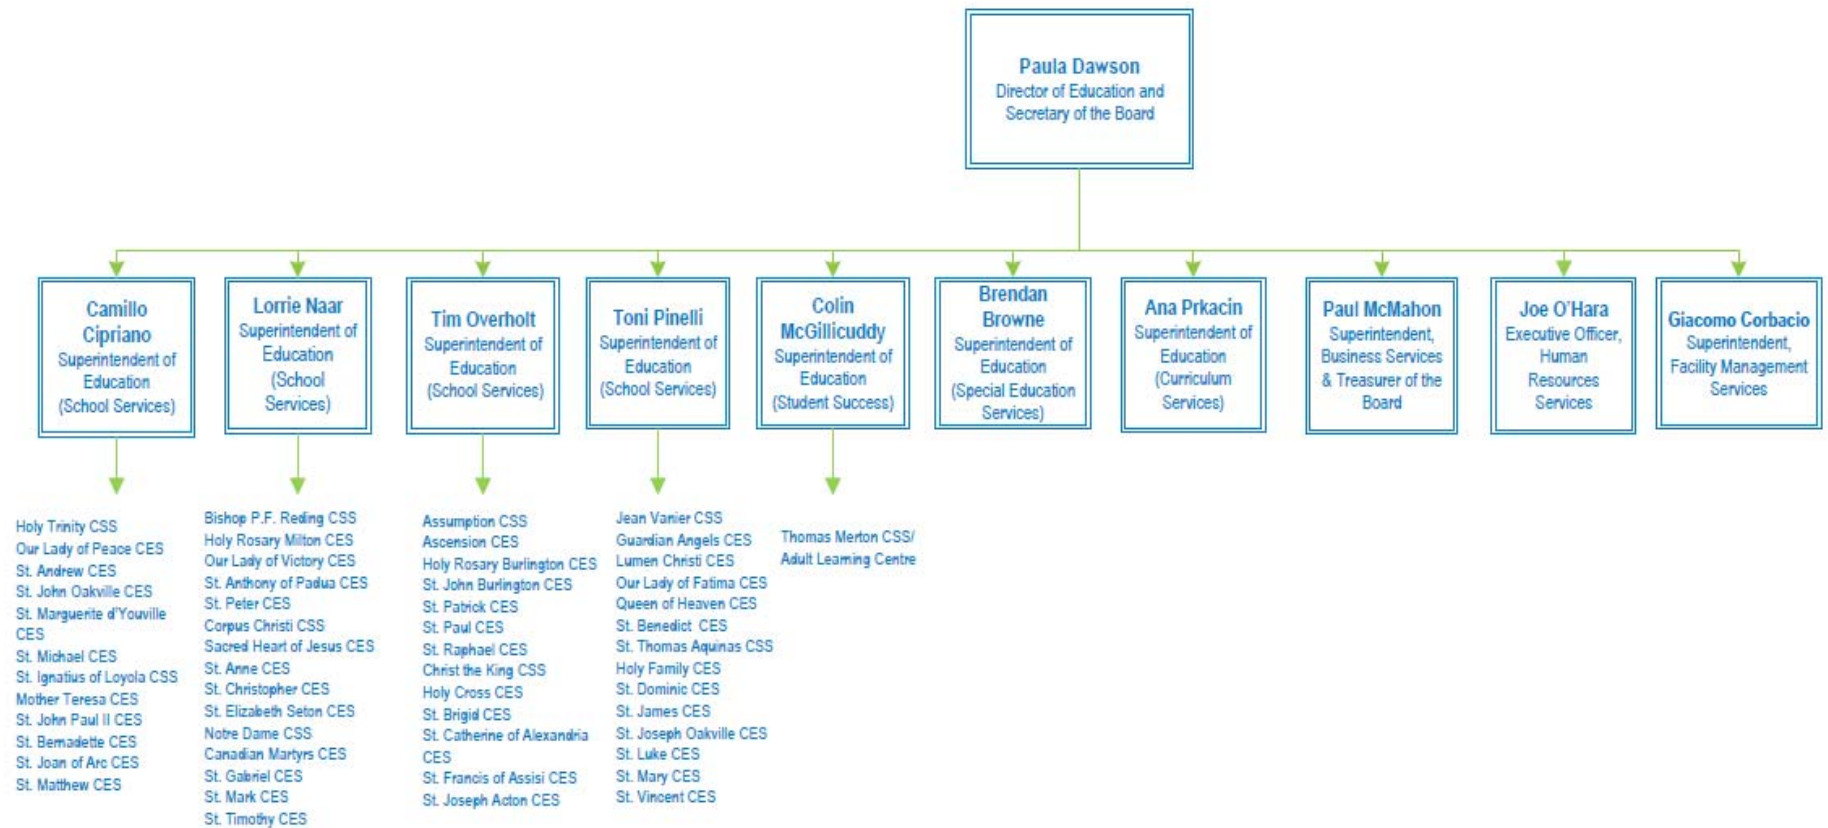 Paula Dawson
Director of Education and
Secretary of the Board
Camillo
Cipriano
Superintendent of
Education
(School Services)
Lorrie Naar
Superintendent of
Education
(School
Services)
Tim Overholt
Superintendent of
Education
(School Services)
Toni Pinelli
Superintendent of
Education
(School Services)
Colin
McGillicuddy
Superintendent of
Education
(Student Success)
Brendan
Browne
Superintendent of
Education
(Special Education
Services)
Ana Prkacin
Superintendent of
Education
(Curriculum
Services)
Paul McMahon
Superintendent,
Business Services
& Treasurer of the
Board
Joe O'Hara
Executive Officer,
Human
Resources
Services
Giacomo Corbacio
Superintendent,
Facility Management
Services
Holy Trinity CSS
Our Lady of Peace CES
St. Andrew CES
St. John Oakville CES
St. Marguerite d'Youville
CES
St. Michael CES
St. Ignatius of Loyola CSS
Mother Teresa CES
St. John Paul II CES
St. Bernadette CES
St. Joan of Arc CES
St. Matthew CES
Bishop P.F. Reding CSS
Holy Rosary Milton CES
Our Lady of Victory CES
St. Anthony of Padua CES
St. Peter CES
Corpus Christi CSS
Sacred Heart of Jesus CES
St. Anne CES
St. Christopher CES
St. Elizabeth Seton CES
Notre Dame CSS
Canadian Martyrs CES
St. Gabriel CES
St. Mark CES
St. Timothy CES
Assumption CSS
Ascension CES
Holy Rosary Burlington CES
St. John Burlington CES
St. Patrick CES
St. Paul CES
St. Raphael CES
Christ the King CSS
Holy Cross CES
St. Brigid CES
St. Catherine of Alexandria
CES
St. Francis of Assisi CES
St. Joseph Acton CES
Jean Vanier CSS
Guardian Angels CES
Lumen Christi CES
Our Lady of Fatima CES
Queen of Heaven CES
St. Benedict CES
St. Thomas Aquinas CSS
Holy Family CES
St. Dominic CES
St. James CES
St. Joseph Oakville CES
St. Luke CES
St. Mary CES
St. Vincent CES
Thomas Merton CSS/
Adult Learning Centre